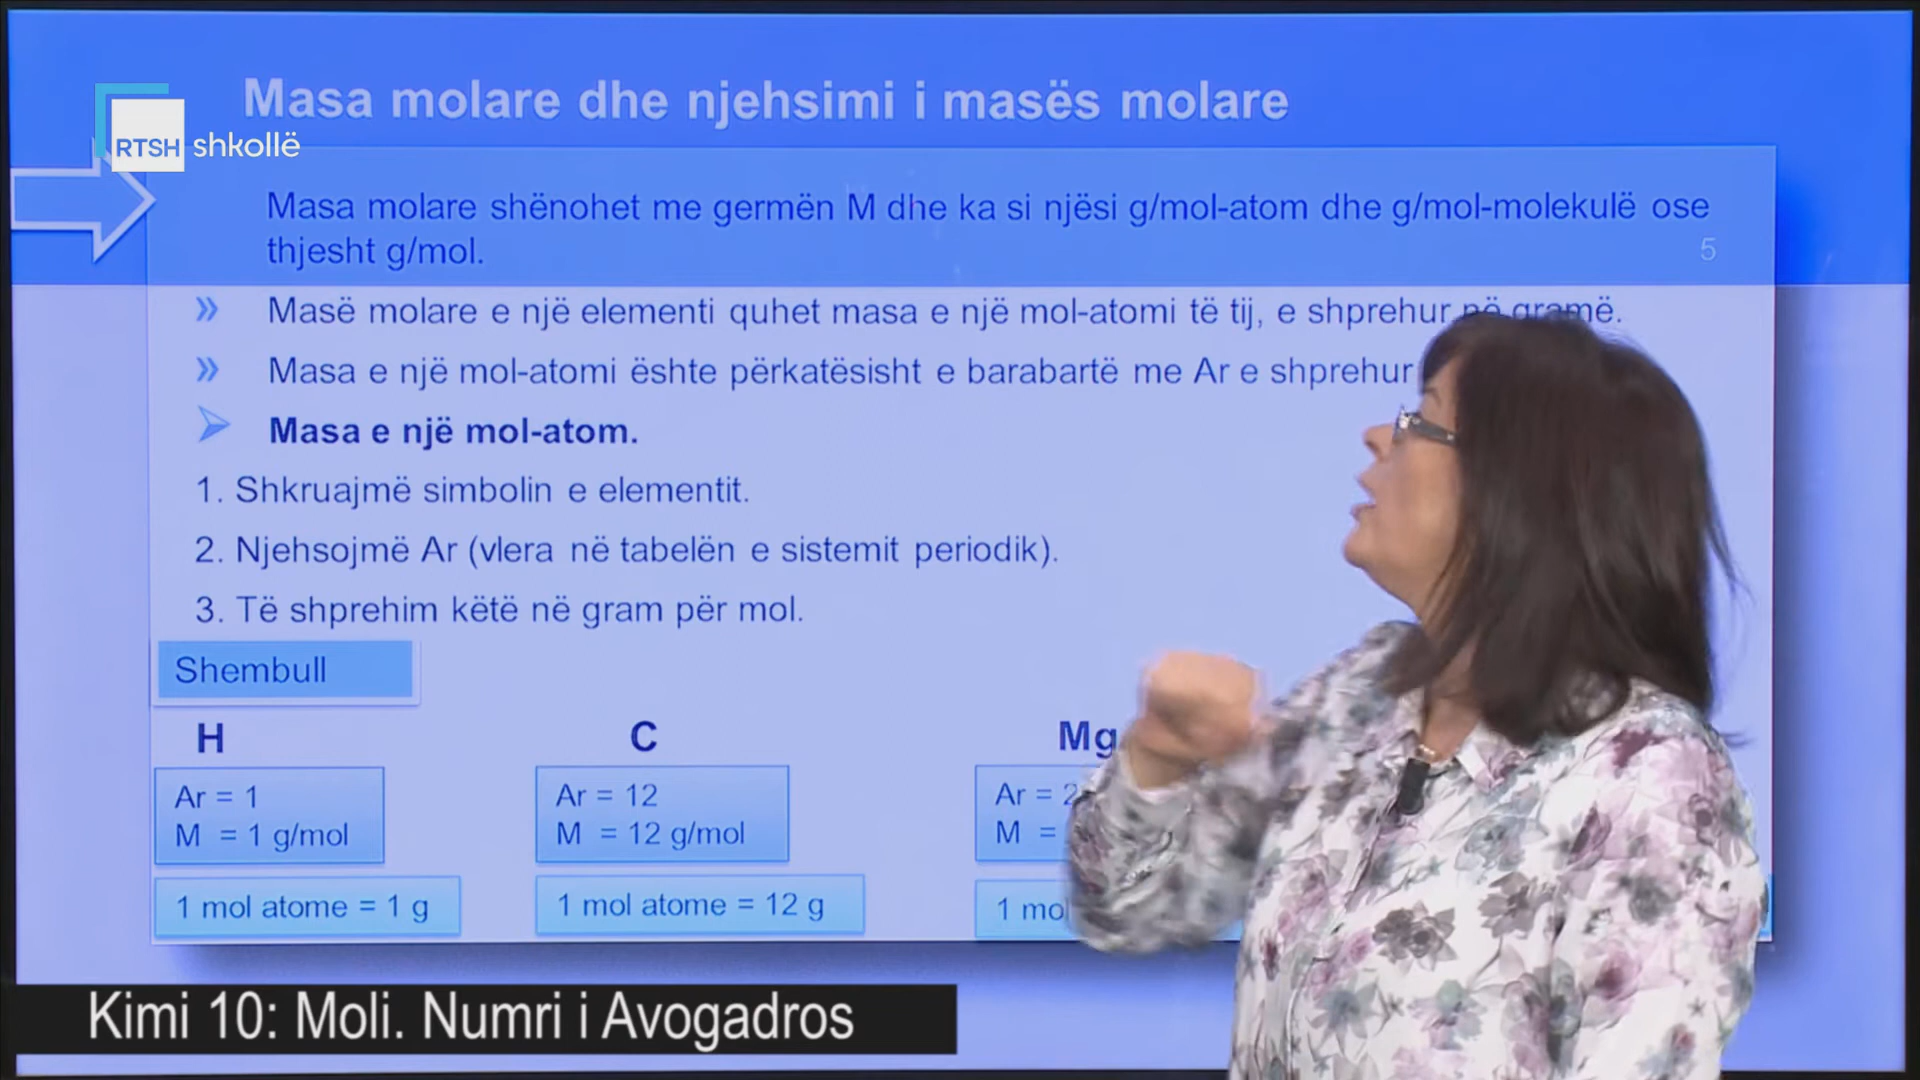 Masa molare dhe njehsimi i masës molare
RTSH shkollë
Masa molare shënohet me germën M dhe ka si njësi g/mol-atom dhe g/mol-molekulë ose
thjesht g/mol.
5
» Masë molare e një elementi quhet masa e një mol-atomi të tij, e shprehur në gramë.
» Masa e një mol-atomi ështe përkatësisht e barabartë me Ar e shprehur
Masa e një mol-atom.
1. Shkruajmë simbolin e elementit.
2. Njehsojmë Ar (vlera në tabelën e sistemit periodik).
3. Të shprehim këtë në gram për mol.
Shembull
H C Mg
Ar = 1
M = 1 g/mol
1 mol atome = 1 g
Ar = 12
M = 12 g/mol
1 mol atome = 12 g
Ar =
M =
1
Kimi 10: Moli. Numri i Avogadros